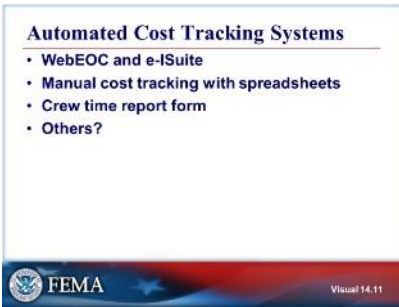 Automated Cost Tracking Systems
• WebEOC and e-ISuite
• Manual cost tracking with spreadsheets
• Crew time report form
• Others?
FEMA
Visual 14.11